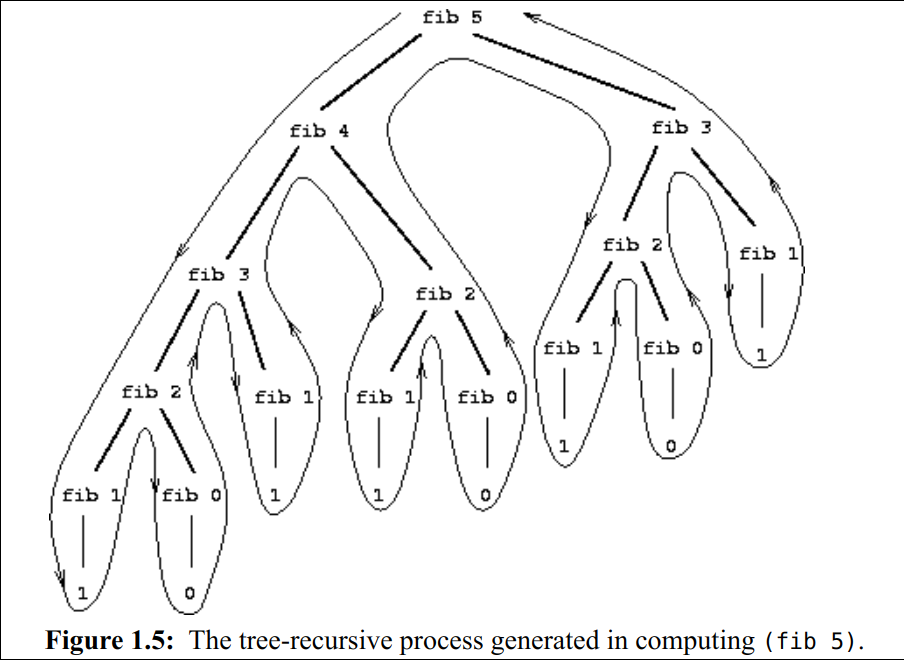 fib 5
fib 4
fib 3
fib 3
fib 2
fib 2
fib 1
fib 2
fib 1
fib 1
fib 0
fib 1
fib 0
1
fib 1
fib 0
1
0
1
1
0
1
0
Figure 1.5: The tree-recursive process generated in computing (fib 5).